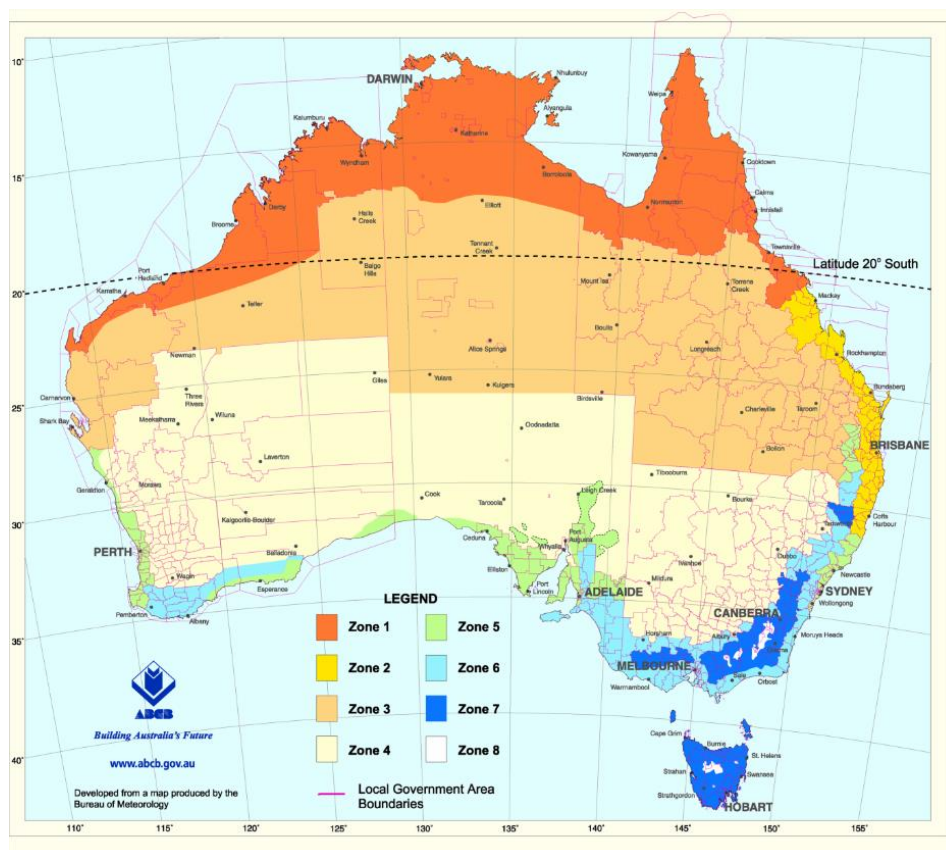 10°
DARWIN
Nhulunbuy
Weipa
Alyangula
Kalumburu
Katherine
15°
Wyndham
Kowanyama
Cooktown
Borroloola
Cairns
Derby
Normanton
Innisfail
Broome
Halls Creek
Elliott
Tennant Creek
Townsville
Port Hedland
Balgo Hills
Latitude 20° South
Karratha
Mount Isa
Torrens Creek
20°
Telfer
Mackay
Boulia
Newman
Alice Springs
Longreach
Rockhampton
Giles
Yulara
Kulgera
Carnarvon
Three Rivers
Birdsville
Bundaberg
25°
Shark Bay
Meekatharra
Wiluna
Charleville
Taroom
Oodnadatta
BRISBANE
Laverton
Bollon
Geraldton
Morawa
Tibooburra
Cook
Tarcoola
Leigh Creek
Bourke
30°
Kalgoorlie-Boulder
Coffs Harbour
Ceduna
Port Augusta
Tamworth
PERTH
Balladonia
Whyalla
Dubbo
Wagin
Elliston
Ivanhoe
Newcastle
Esperance
Port Lincoln
Mildura
SYDNEY
Pemberton
Albany
ADELAIDE
Wollongong
CANBERRA
35°
Horsham
Albury
Moruya Heads
MELBOURNE
Warrnambool
Sale
Orbost
LEGEND
Zone 1
Zone 5
Zone 2
Zone 6
Zone 3
Zone 7
Zone 4
Zone 8
Local Government Area Boundaries
ABCB
Building Australia's Future
www.abcb.gov.au
Developed from a map produced by the
Bureau of Meteorology
Cape Grim
Burnie
St. Helens
40°
Strahan
Swansea
Strathgordon
HOBART
110°
115°
120°
125°
130°
135°
140°
145°
150°
155°